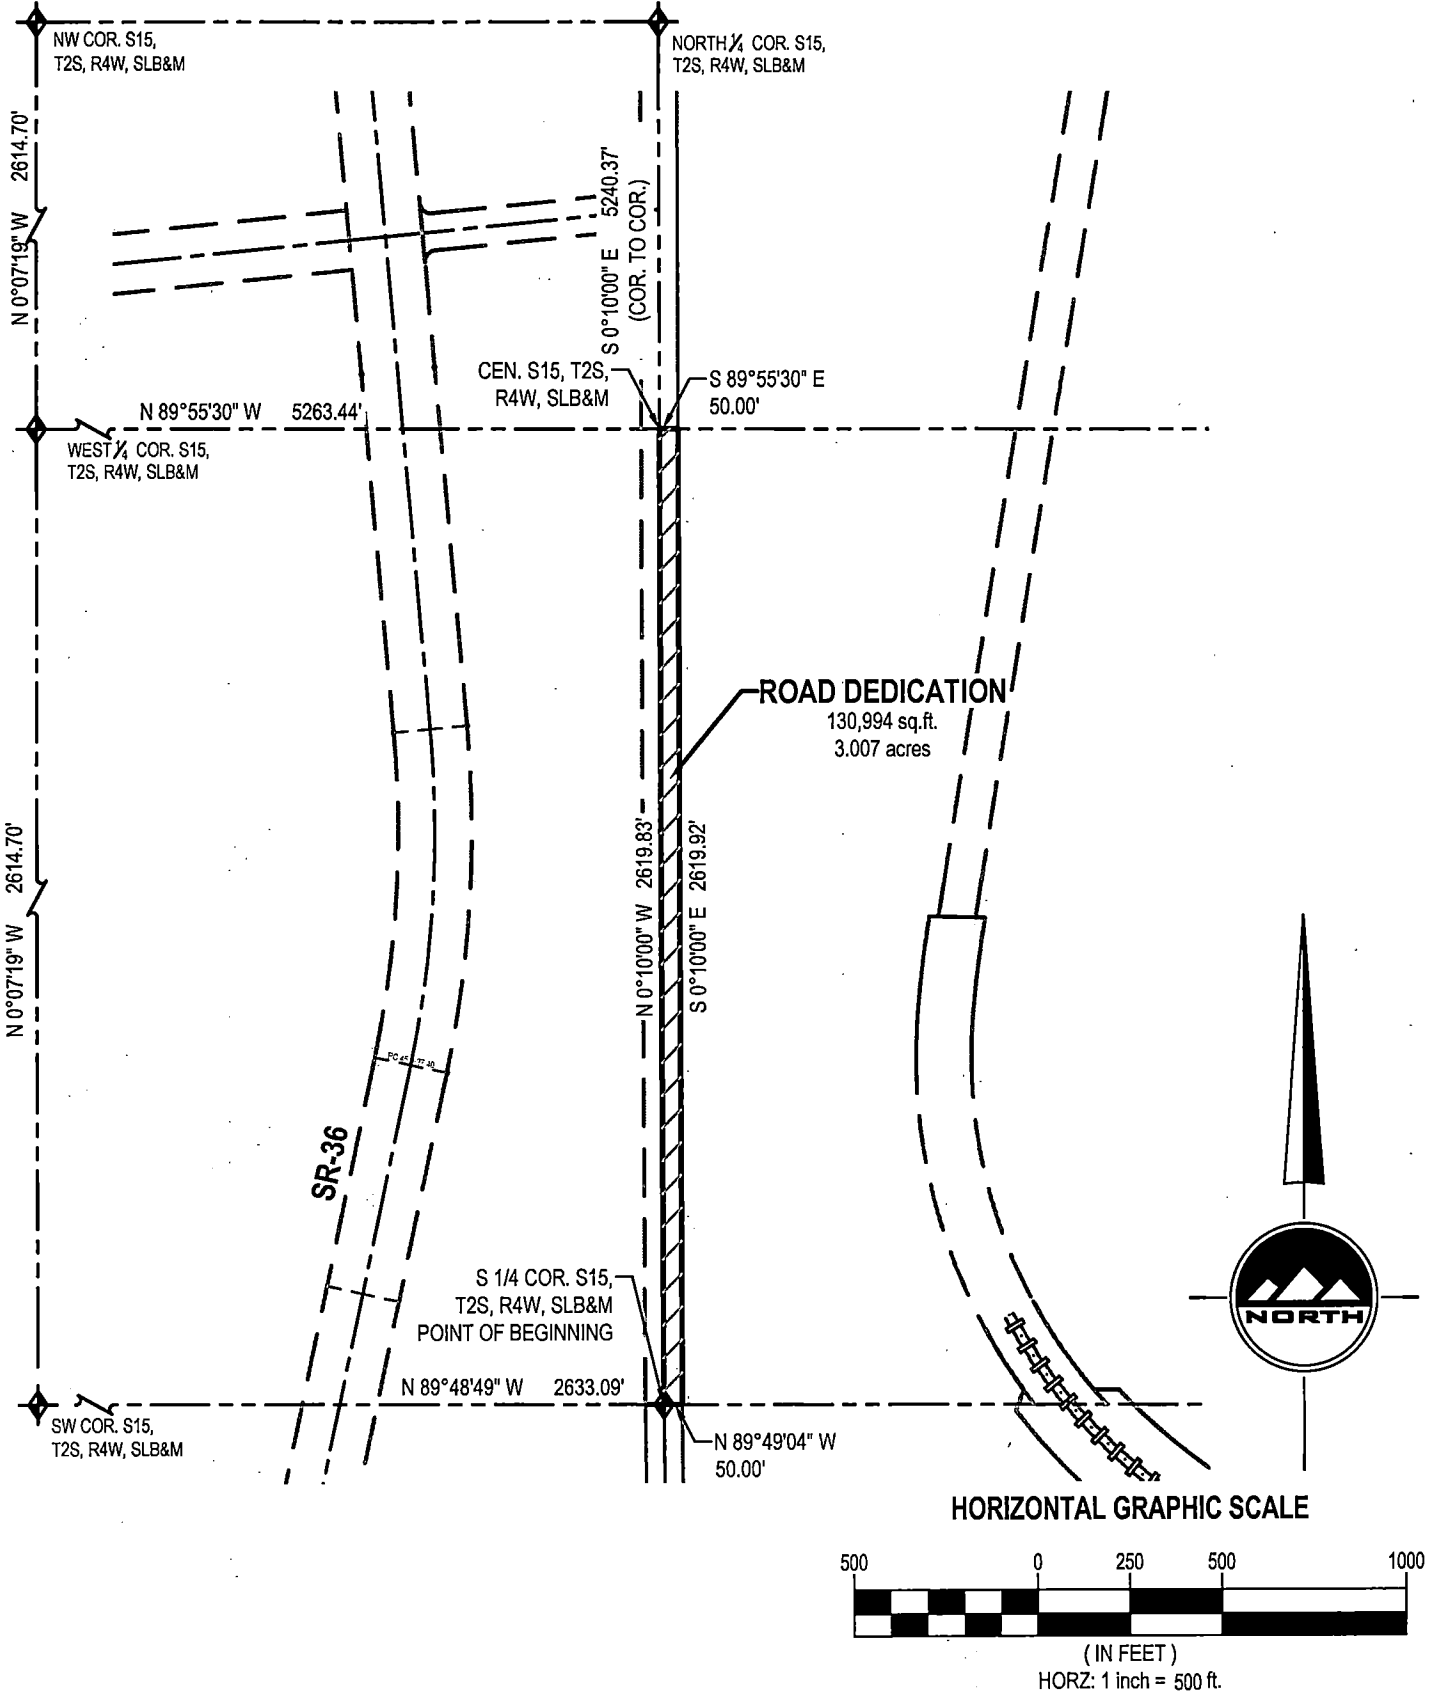 NW COR. S15,
T2S, R4W, SLB&M
NORTH 1/4 COR. S15,
T2S, R4W, SLB&M
N 0°07'19" W 2614.70'
S 0°10'00" E 5240.37'
(COR. TO COR.)
CEN. S15, T2S,
R4W, SLB&M
S 89°55'30" E
50.00'
N 89°55'30" W 5263.44'
WEST 1/4 COR. S15,
T2S, R4W, SLB&M
ROAD DEDICATION
130,994 sq.ft.
3.007 acres
N 0°07'19" W 2614.70'
N 0°10'00" W 2619.83'
S 0°10'00" E 2619.92'
SR-36
S 1/4 COR. S15,
T2S, R4W, SLB&M
POINT OF BEGINNING
NORTH
N 89°48'49" W 2633.09'
SW COR. S15,
T2S, R4W, SLB&M
N 89°49'04" W
50.00'
HORIZONTAL GRAPHIC SCALE
500 0 250 500 1000
( IN FEET )
HORZ: 1 inch = 500 ft.